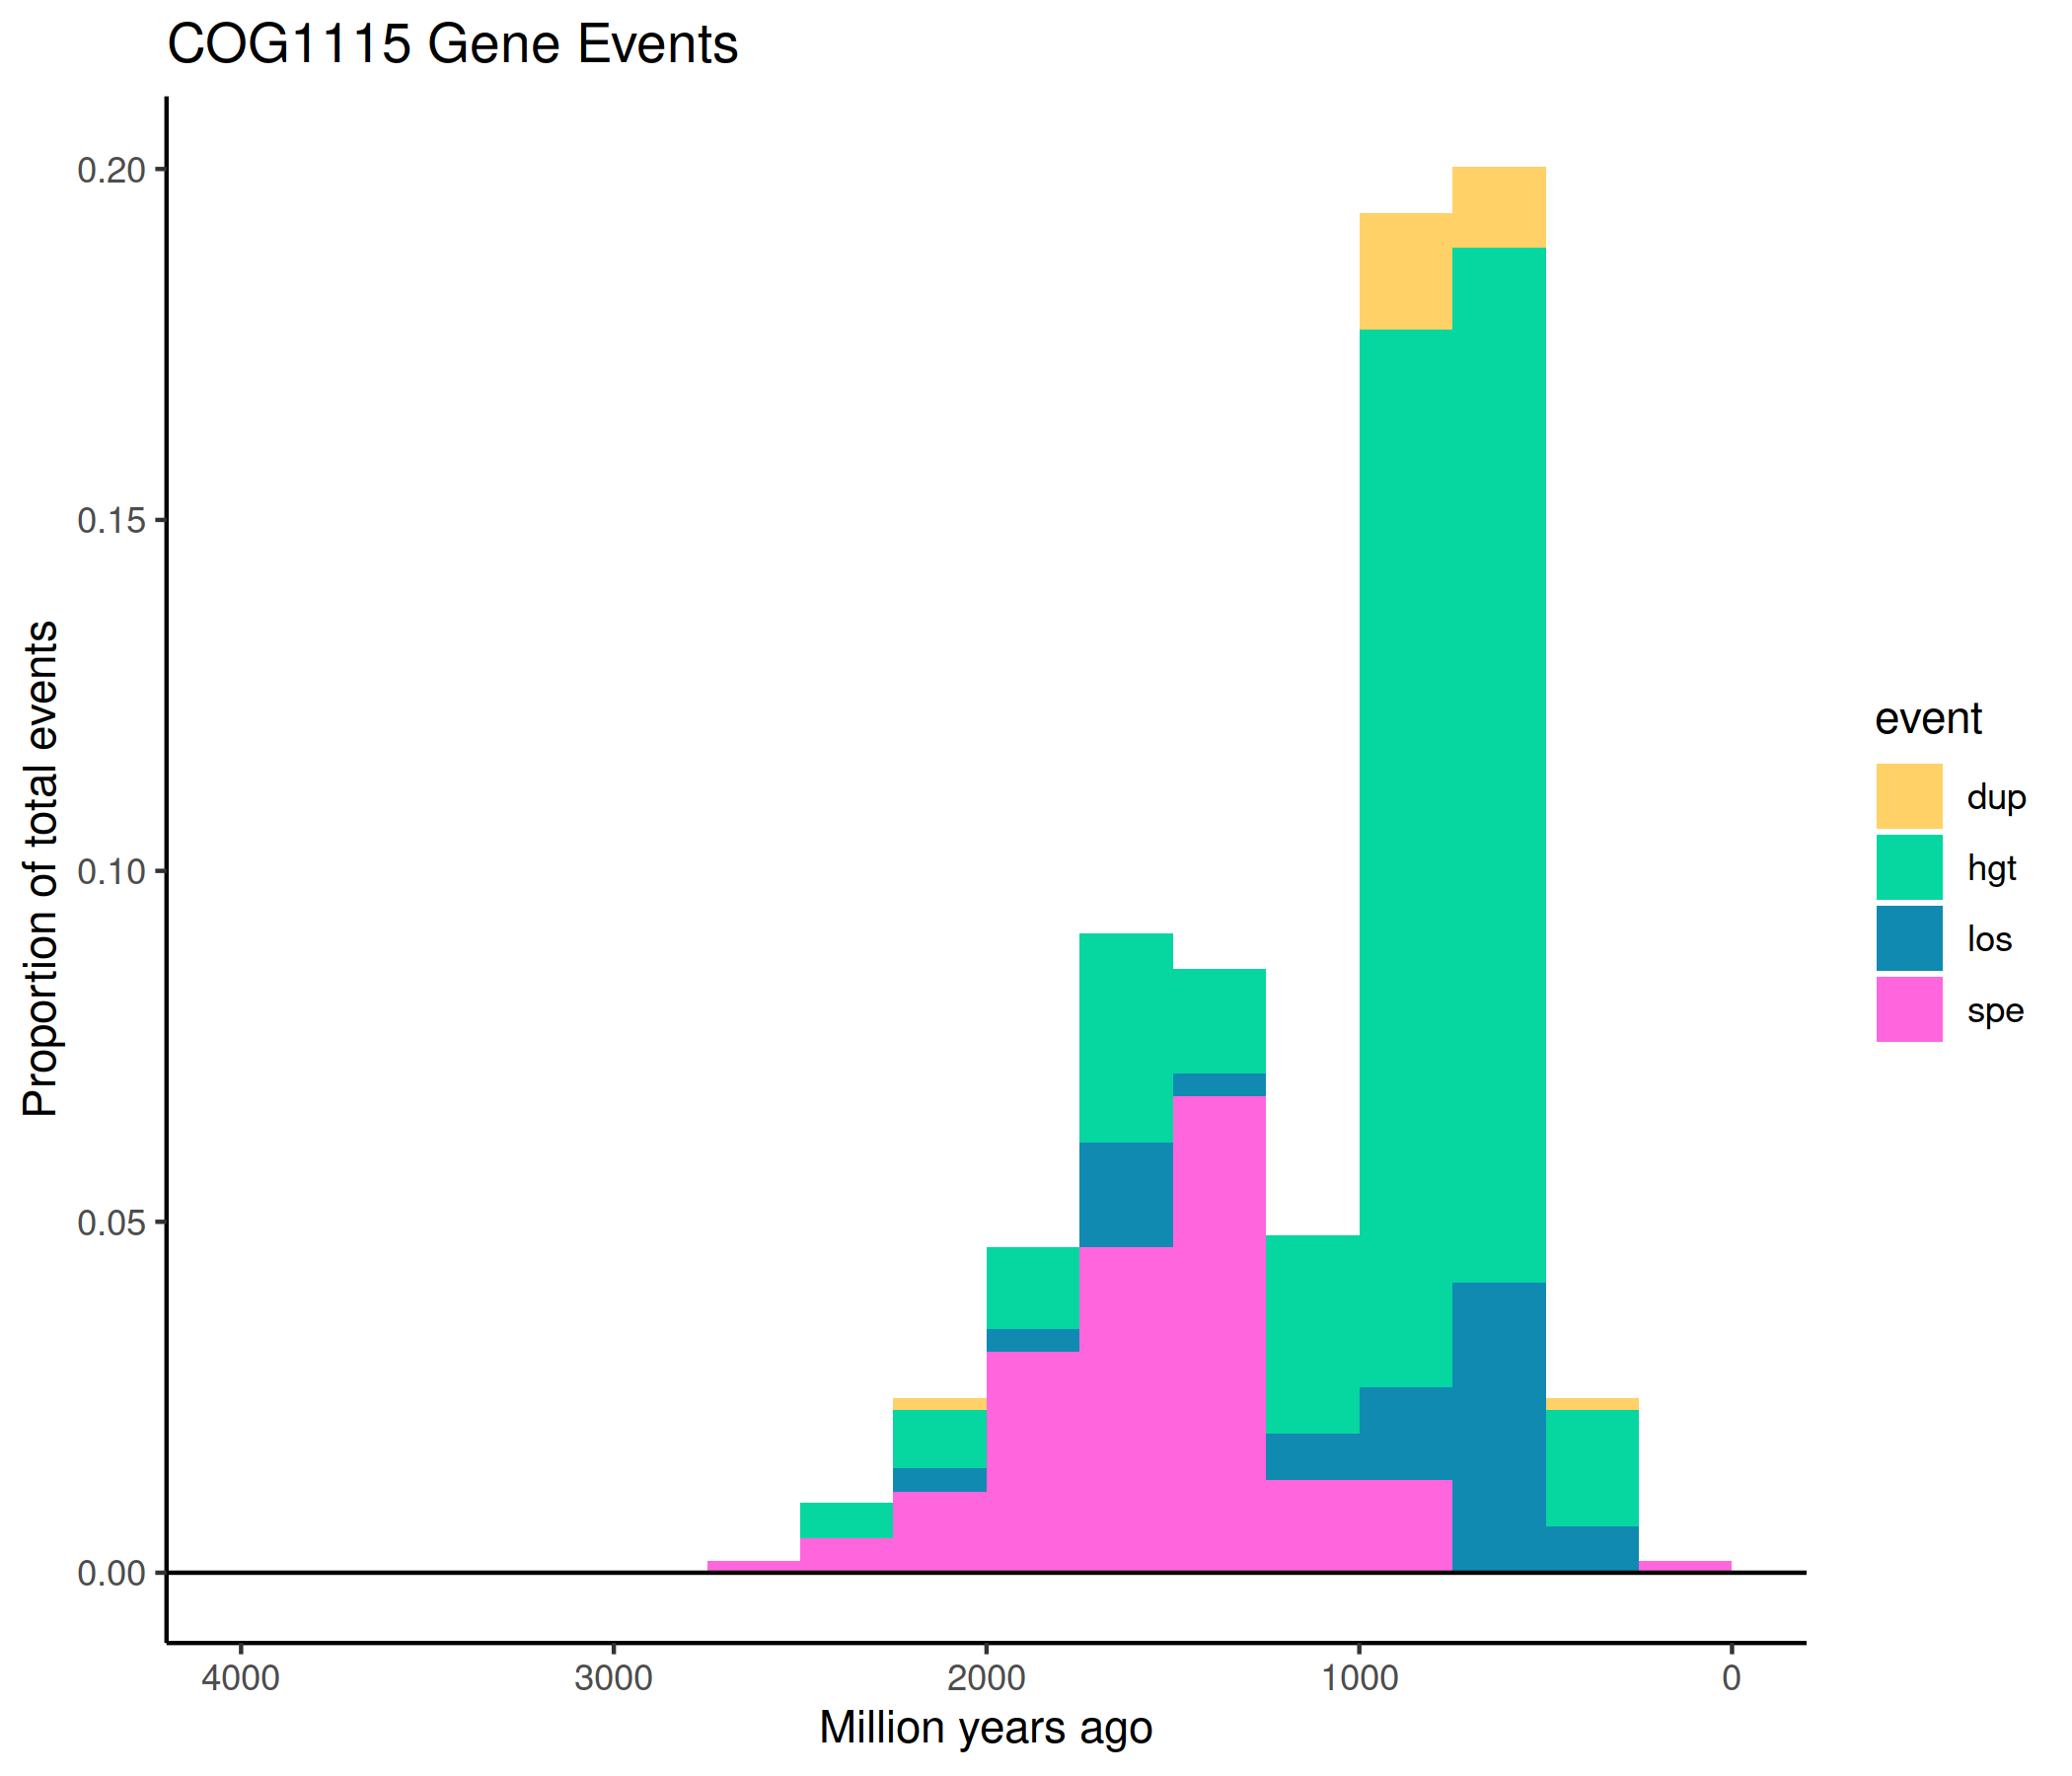 COG1115 Gene Events
Proportion of total events
0.20
0.15
0.10
0.05
0.00
4000 3000 2000 1000 0
Million years ago
event
dup
hgt
los
spe